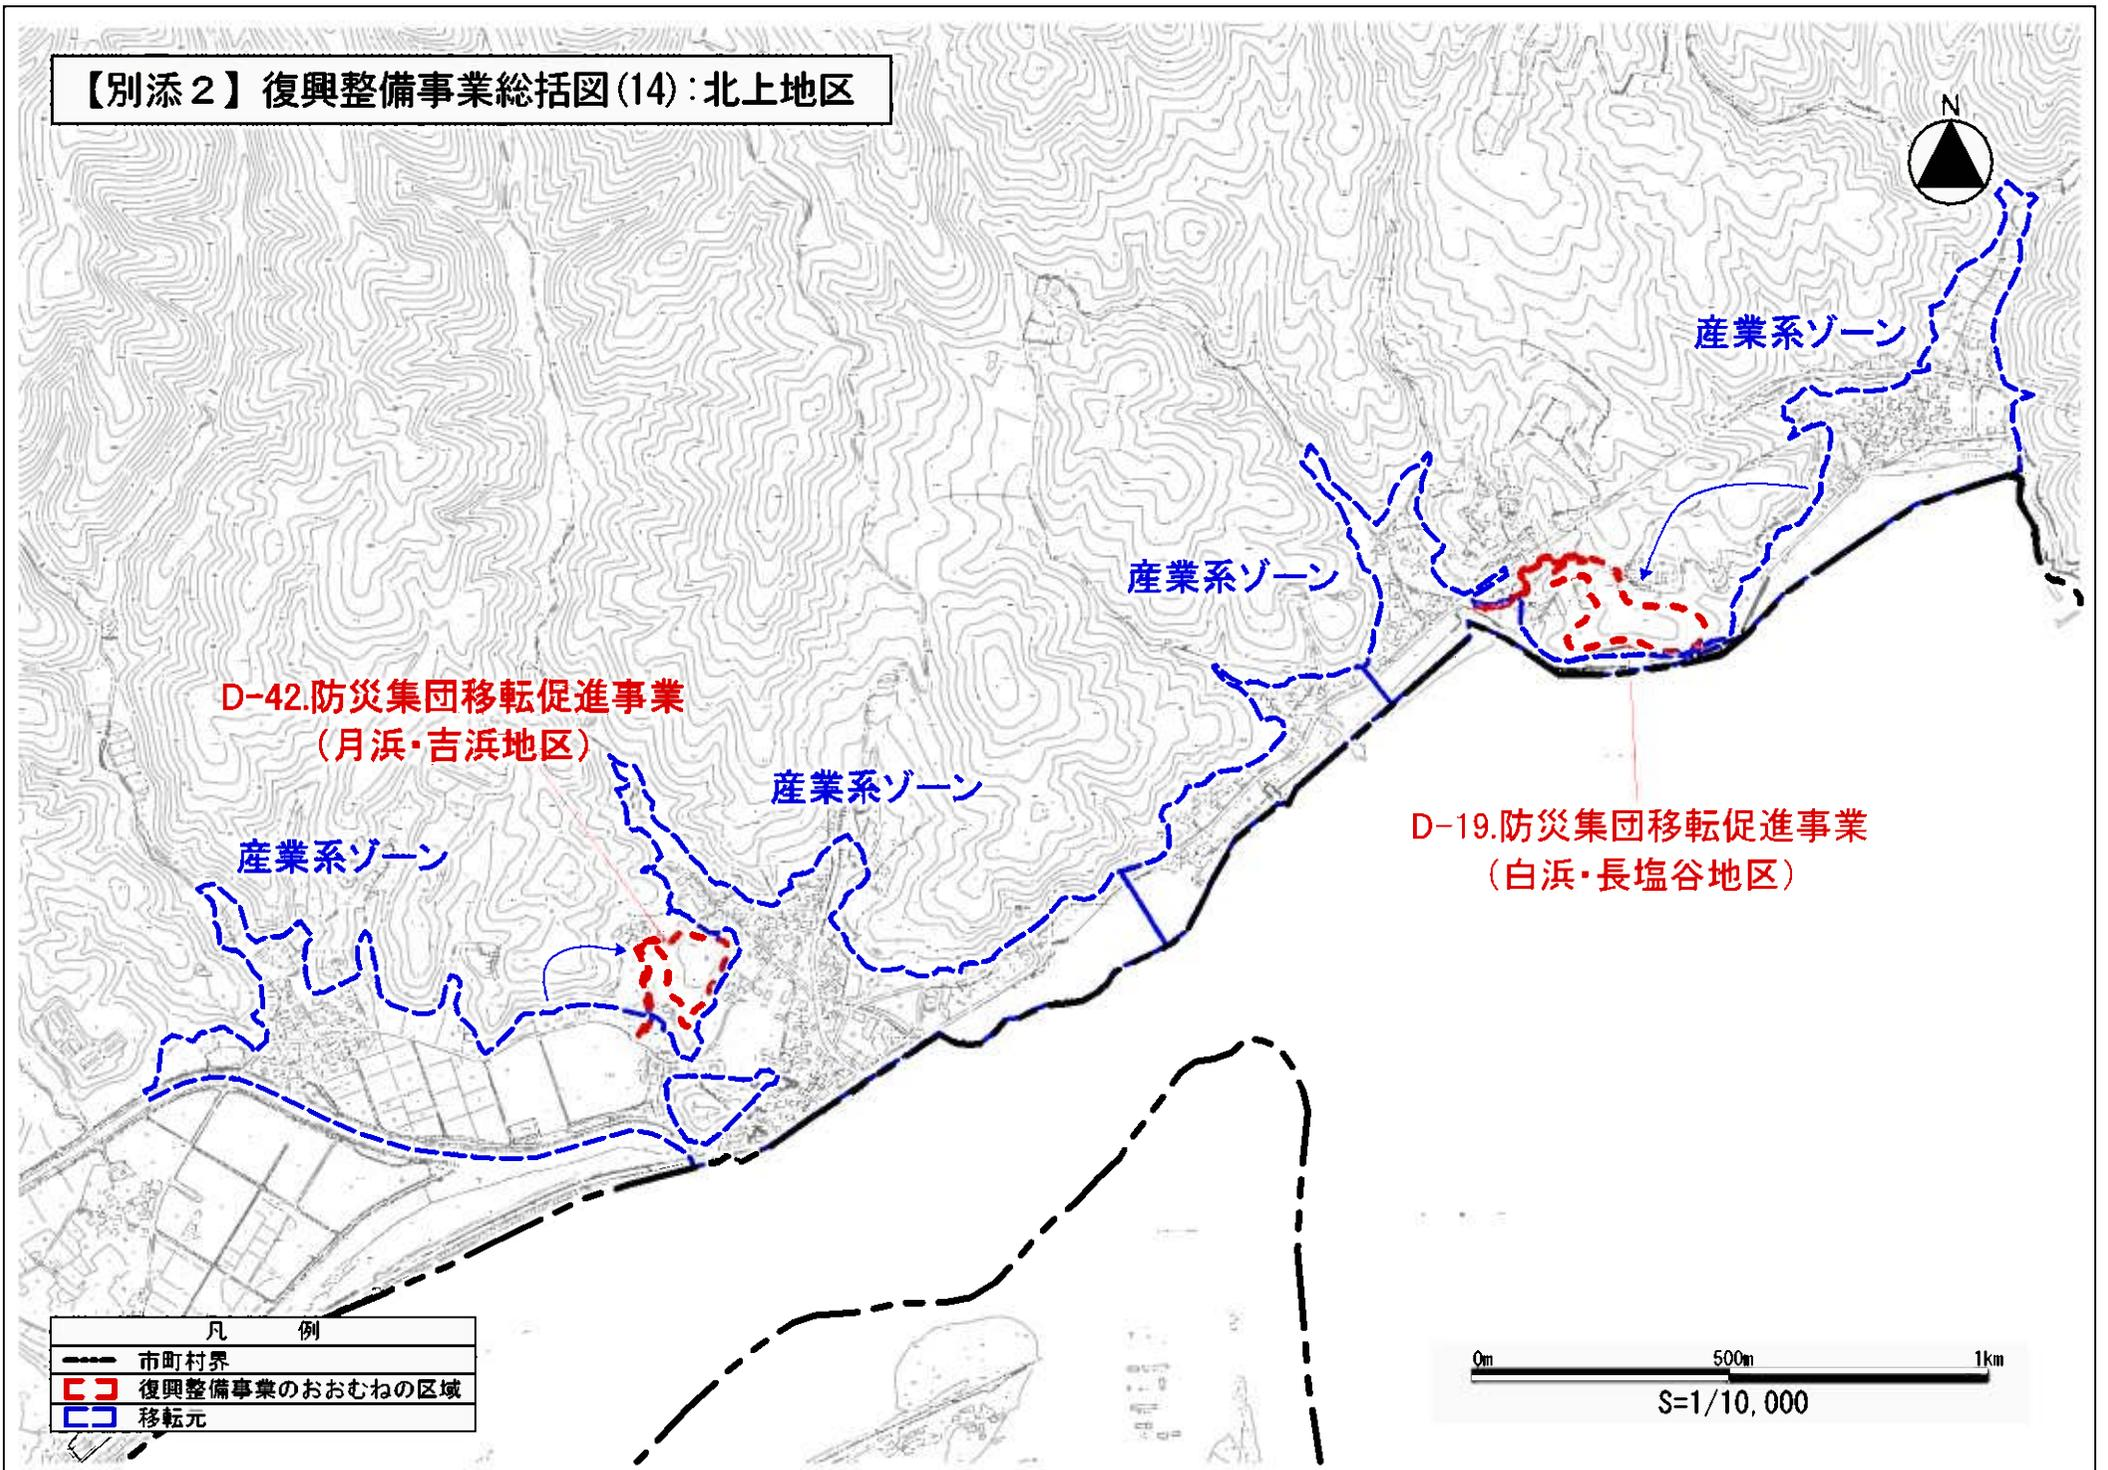 【別添２】復興整備事業総括図(14):北上地区
N
産業系ゾーン
産業系ゾーン
D-42.防災集団移転促進事業
(月浜・吉浜地区)
産業系ゾーン
産業系ゾーン
D-19.防災集団移転促進事業
(白浜・長塩谷地区)
凡 例
市町村界
復興整備事業のおおむねの区域
移転元
0m 500m 1km
S=1/10,000